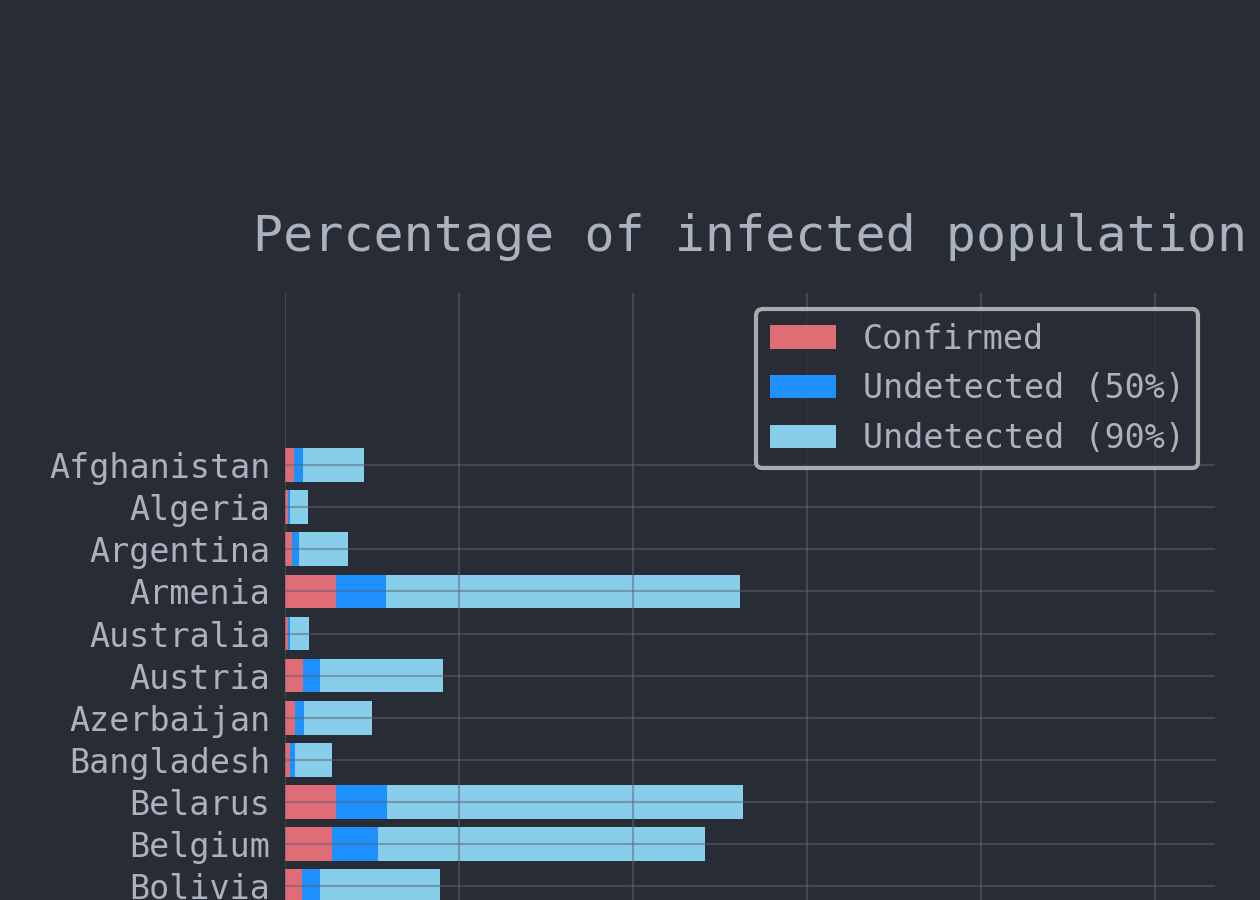 Percentage of infected population
Confirmed
Undetected (50%)
Undetected (90%)
Afghanistan
Algeria
Argentina
Armenia
Australia
Austria
Azerbaijan
Bangladesh
Belarus
Belgium
Bolivia